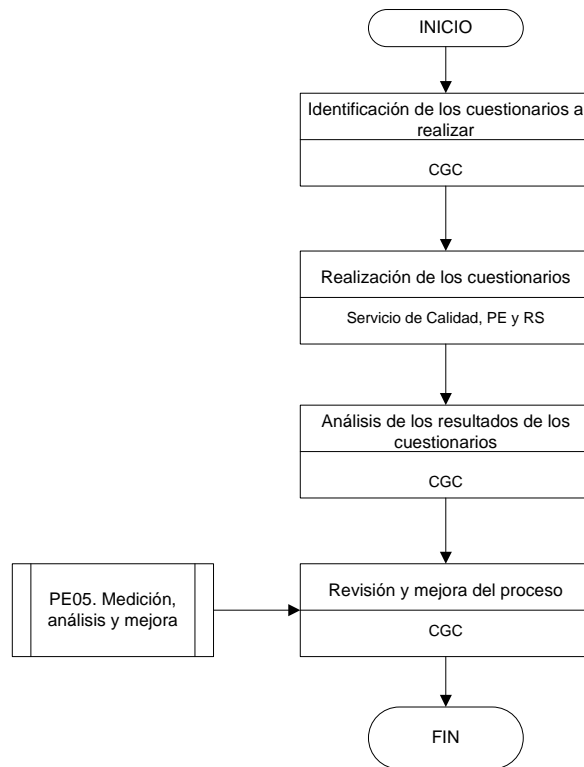 INICIO
Identificación de los cuestionarios a
realizar
CGC
Realización de los cuestionarios
Servicio de Calidad, PE y RS
Análisis de los resultados de los
cuestionarios
CGC
PE05. Medición,
análisis y mejora
Revisión y mejora del proceso
CGC
FIN